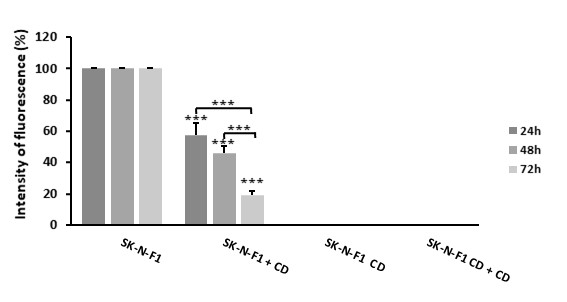 Intensity of fluorescence (%)
120
100
80
60
40
20
0
***
***
***
***
***
SK-N-F1
SK-N-F1 + CD
SK-N-F1 CD
SK-N-F1 CD + CD
24h
48h
72h